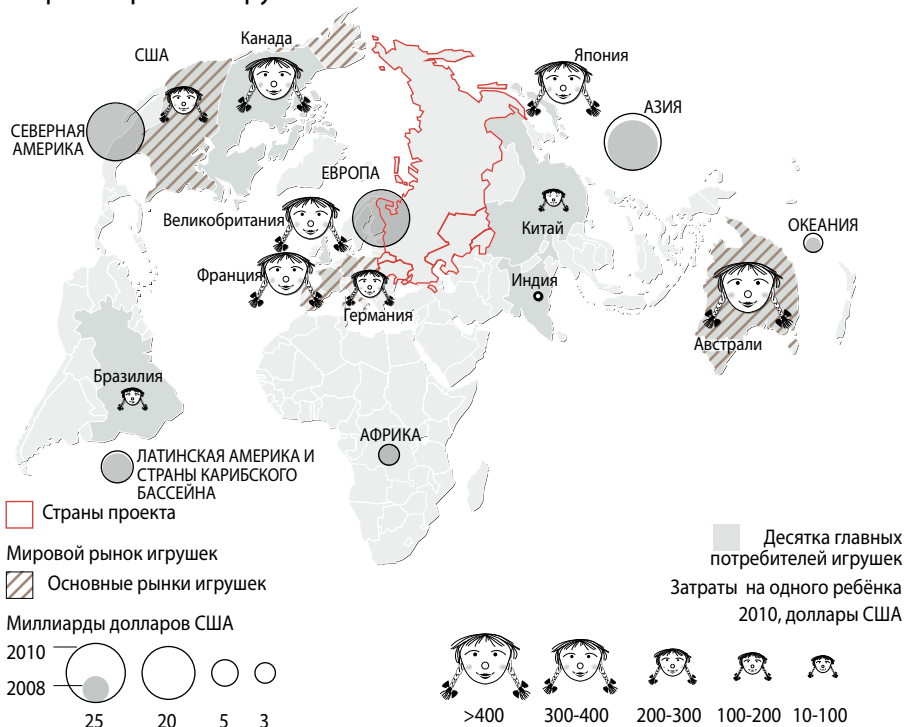 Канада
США
Япония
АЗИЯ
СЕВЕРНАЯ
АМЕРИКА
ЕВРОПА
Великобритания
Китай
ОКЕАНИЯ
Франция
Индия
Германия
Австрали
Бразилия
АФРИКА
ЛАТИНСКАЯ АМЕРИКА И
СТРАНЫ КАРИБСКОГО
БАССЕЙНА
Страны проекта
Мировой рынок игрушек
Основные рынки игрушек
Миллиарды долларов США
2010
2008
25 20 5 3
Десятка главных
потребителей игрушек
Затраты на одного ребёнка
2010, доллары США
>400 300-400 200-300 100-200 10-100